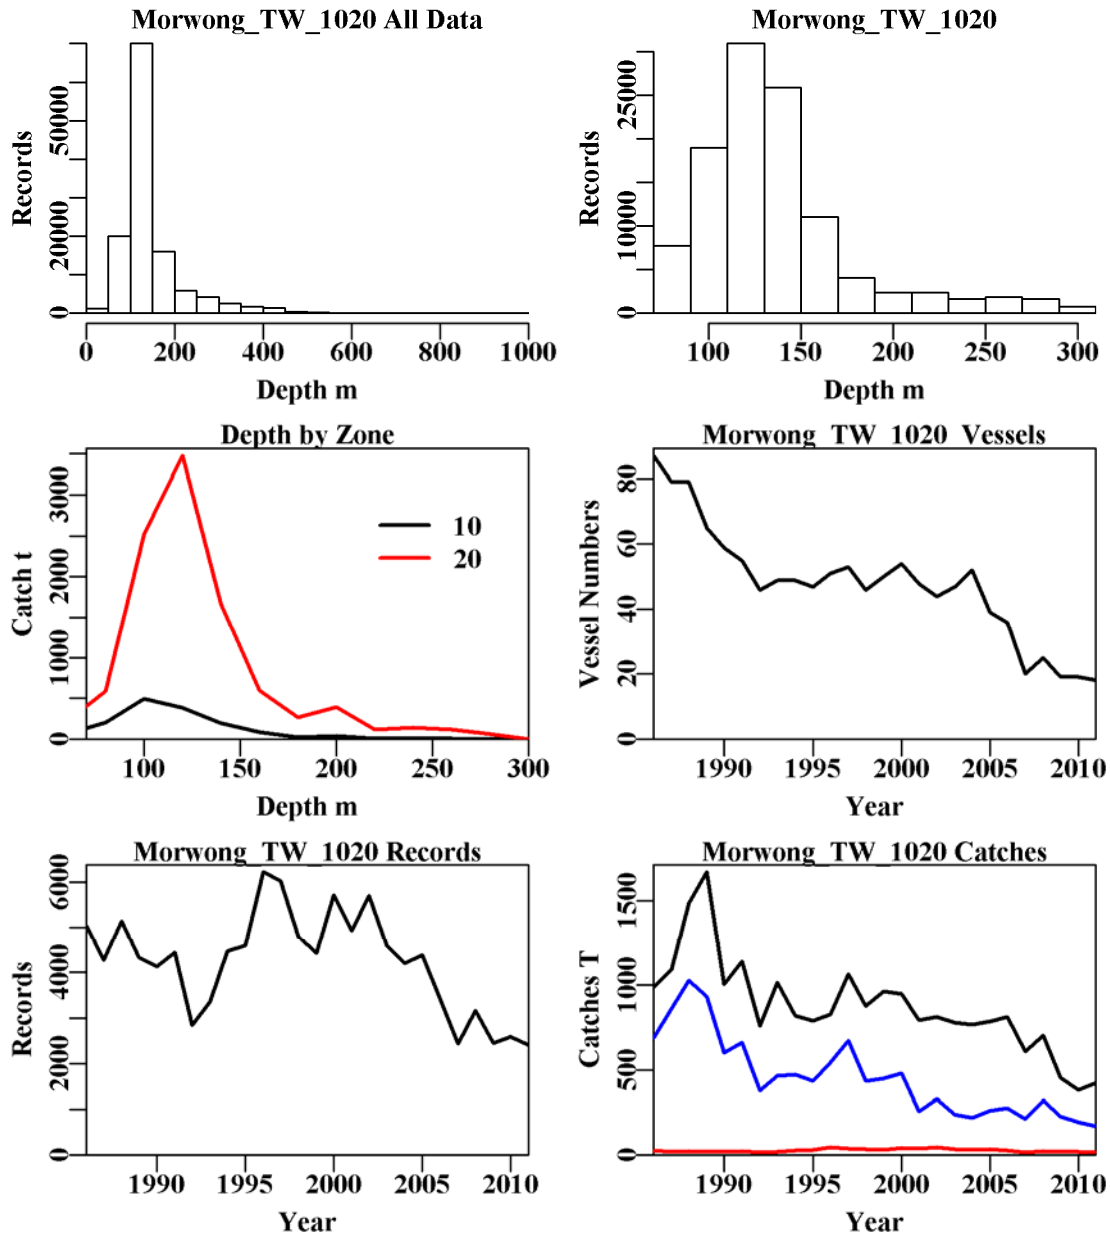 Morwong_TW_1020 All Data
Records
0 20000 50000
0 200 400 600 800 1000
Depth m
Morwong_TW_1020
Records
0 10000 25000
100 150 200 250 300
Depth m
Depth by Zone
Catch t
0 1000 2000 3000
10
20
100 150 200 250 300
Depth m
Morwong_TW_1020_Vessels
Vessel Numbers
0 20 40 60 80
1990 1995 2000 2005 2010
Year
Morwong_TW_1020 Records
Records
0 2000 4000 6000
1990 1995 2000 2005 2010
Year
Morwong_TW_1020 Catches
Catches T
0 500 1000 1500
1990 1995 2000 2005 2010
Year